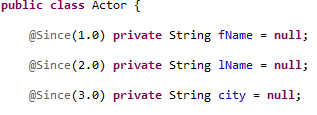 public class Actor {
@Since(1.0) private String fName = null;
@Since(2.0) private String lName = null;
@Since(3.0) private String city = null;